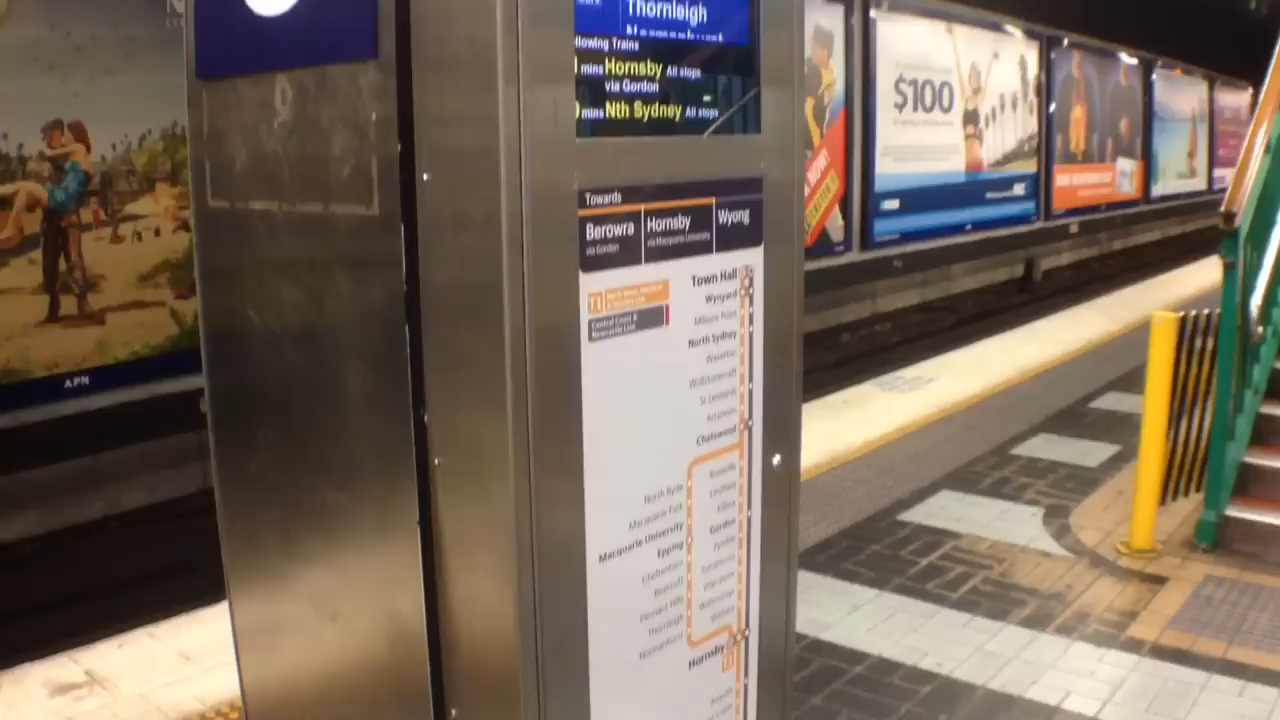 Thornleigh
llowing Trains
mins Hornsby All stops
via Gordon
mins Nth Sydney All stops
Towards
Berowra
via Gordon
Hornsby
via Macquarie University
Wyong
T1
Central Coast &
Newcastle Line
Town Hall
Wynyard
Milsons Point
North Sydney
Waverton
Wollstonecraft
St Leonards
Artarmon
Chatswood
Roseville
Lindfield
Killara
Gordon
Pymble
Turramurra
Warrawee
Wahroonga
Waitara
North Ryde
Macquarie Park
Macquarie University
Epping
Cheltenham
Beecroft
Pennant Hills
Thornleigh
Normanhurst
Hornsby
T1
$100
APN